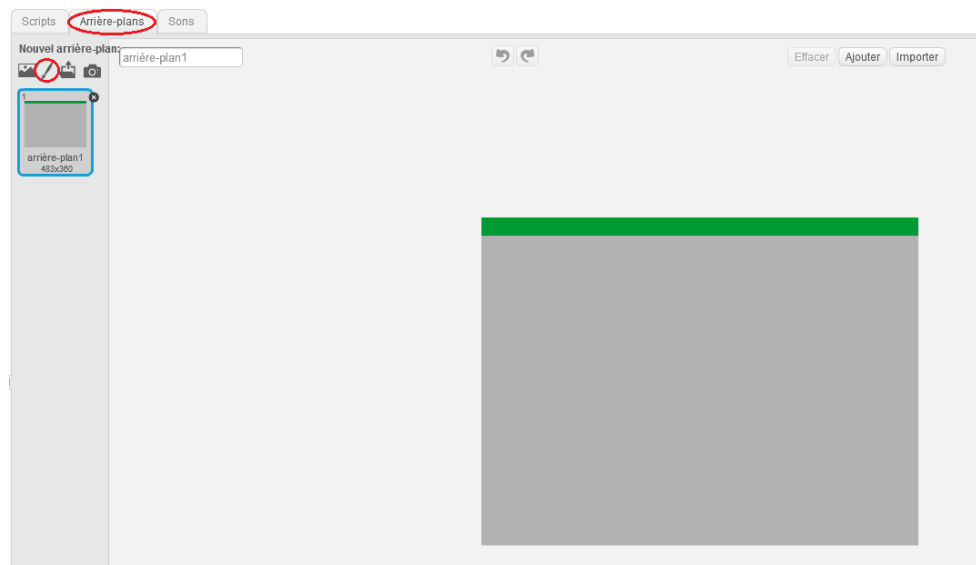 Scripts Arrière-plans Sons
Nouvel arrière-plan:
arrière-plan1
Effacer Ajouter Importer
1
arrière-plan1
483x360